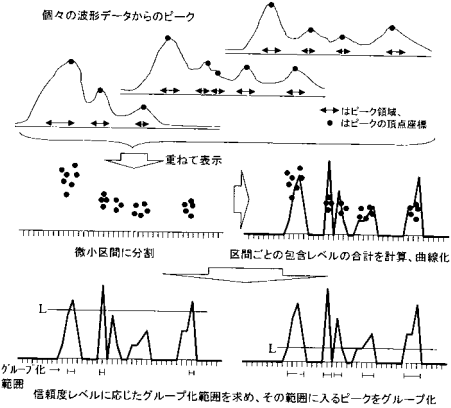 個々の波形データからのピーク
⟷はピーク領域、
●はピークの頂点座標
重ねて表示
微小区間に分割
区間ごとの包含レベルの合計を計算、曲線化
L
L
グループ化→
範囲
信頼度レベルに応じたグループ化範囲を求め、その範囲に入るピークをグループ化